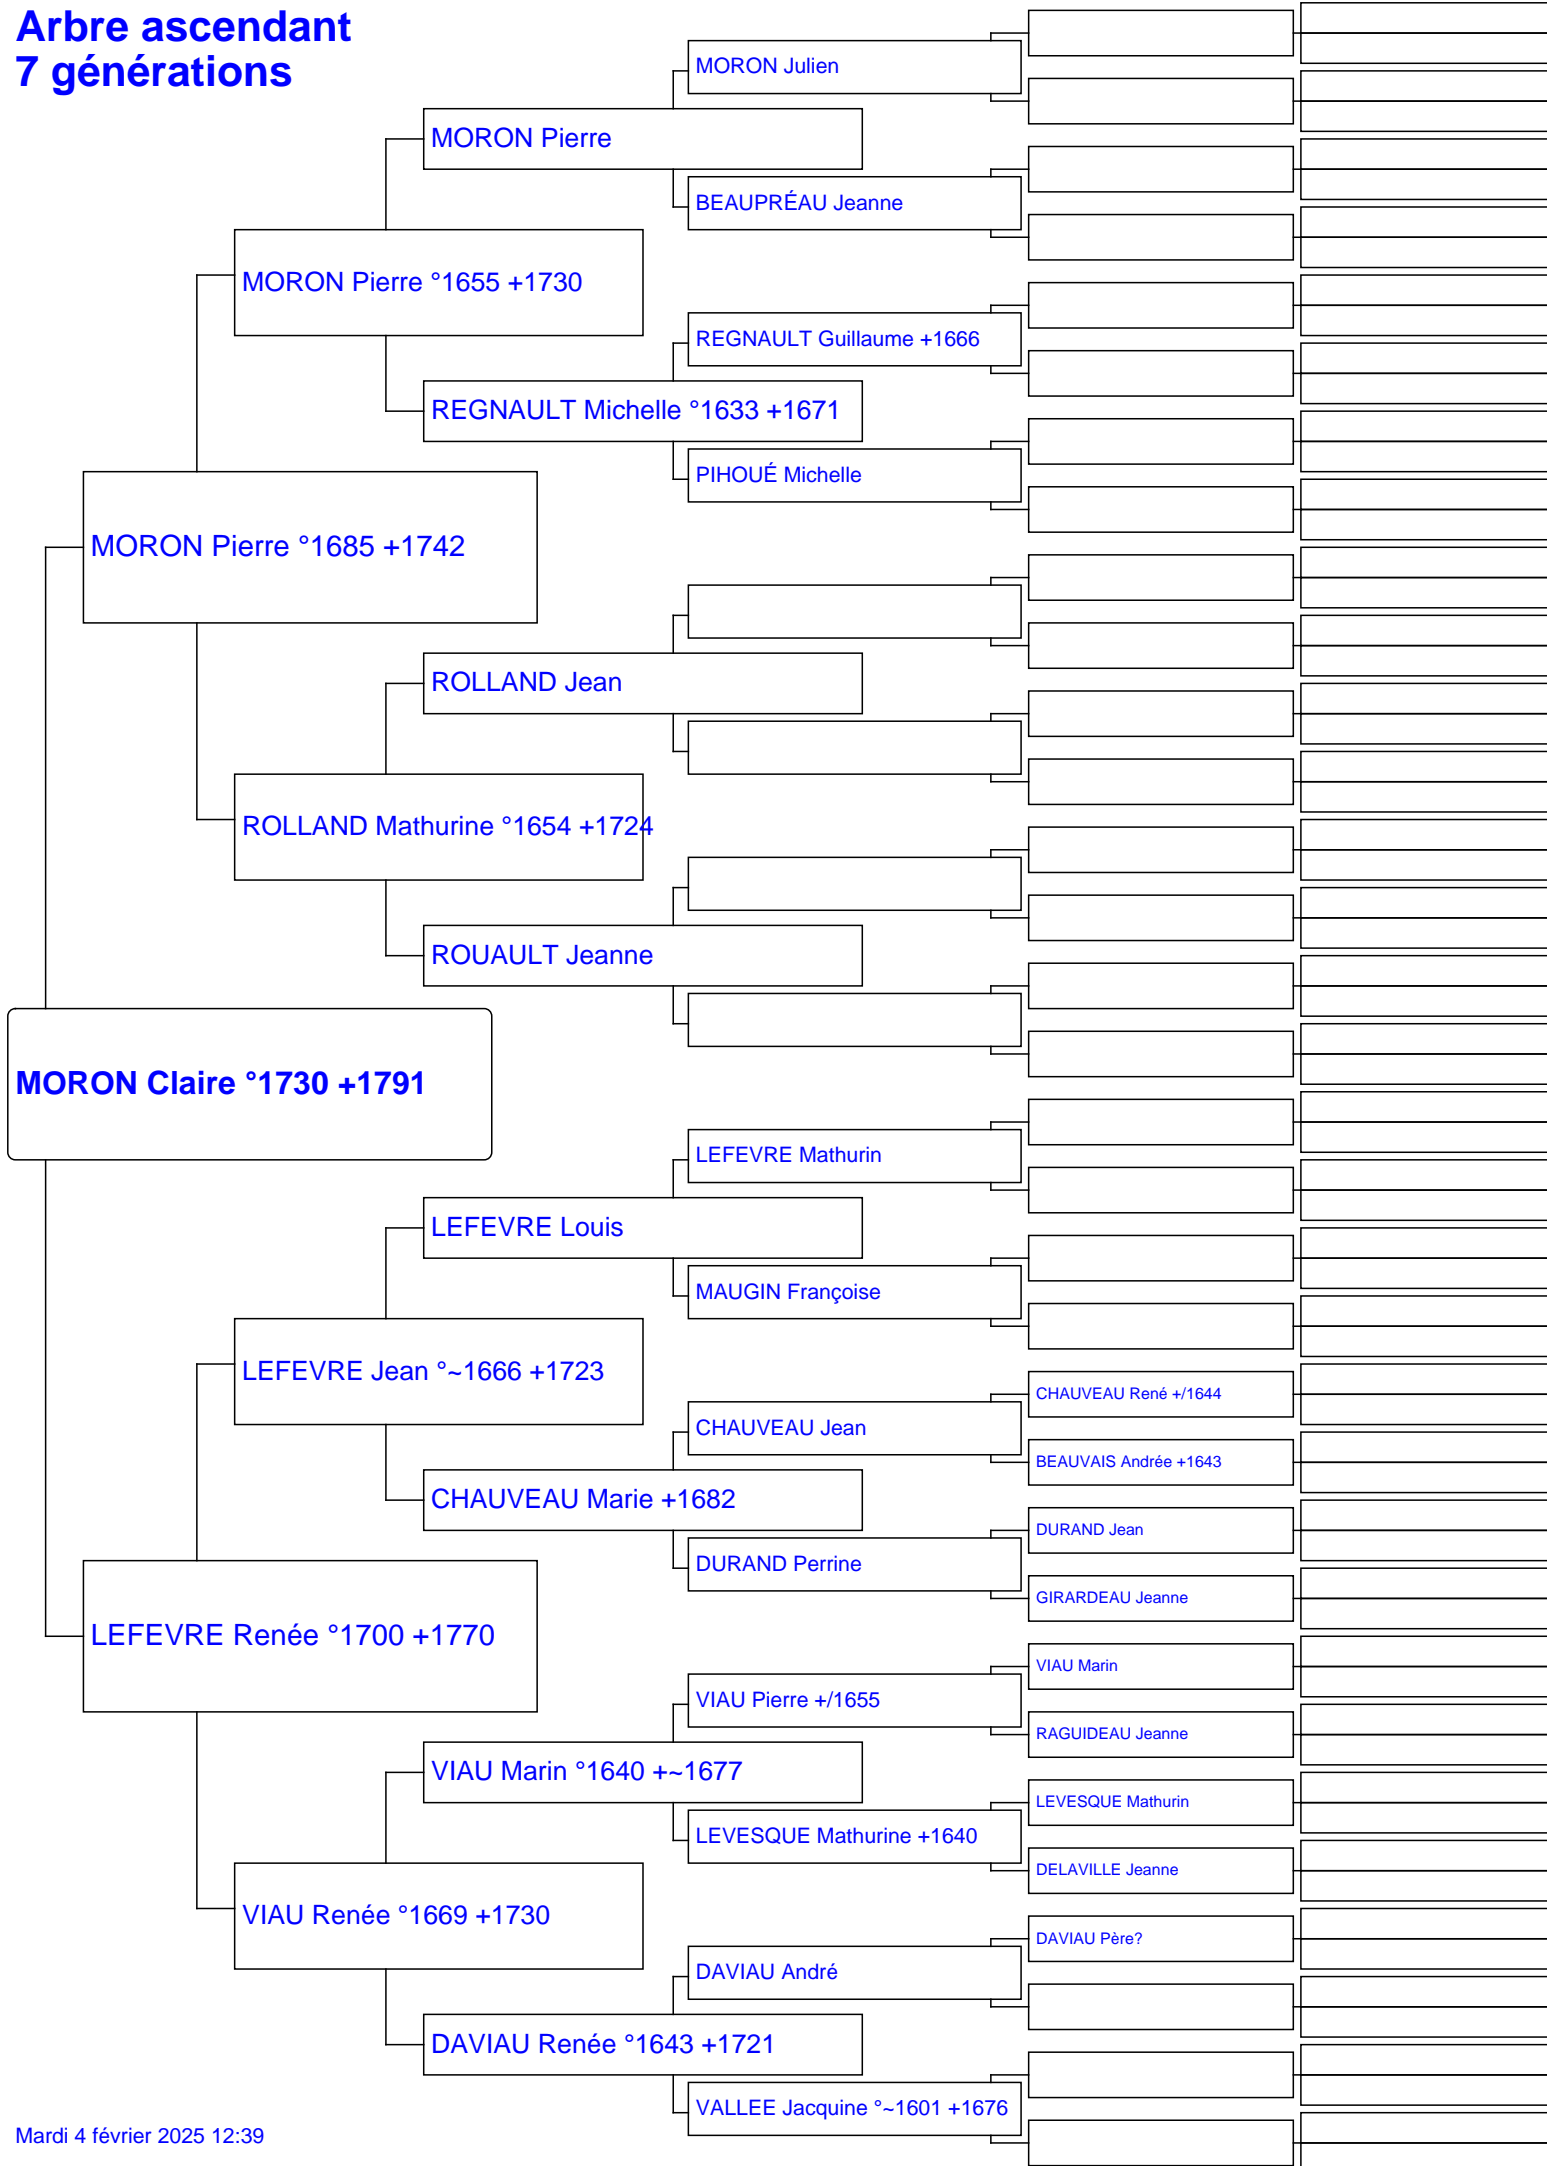 Arbre ascendant
7 générations
MORON Julien
MORON Pierre
BEAUPRÉAU Jeanne
MORON Pierre °1655 +1730
REGNAULT Guillaume +1666
REGNAULT Michelle °1633 +1671
PIHOUÉ Michelle
MORON Pierre °1685 +1742
ROLLAND Jean
ROLLAND Mathurine °1654 +1724
ROUAULT Jeanne
MORON Claire °1730 +1791
LEFEVRE Mathurin
LEFEVRE Louis
MAUGIN Françoise
LEFEVRE Jean °~1666 +1723
CHAUVEAU René +/1644
CHAUVEAU Jean
BEAUVAIS Andrée +1643
CHAUVEAU Marie +1682
DURAND Jean
DURAND Perrine
GIRARDEAU Jeanne
LEFEVRE Renée °1700 +1770
VIAU Marin
VIAU Pierre +/1655
RAGUIDEAU Jeanne
VIAU Marin °1640 +~1677
LEVESQUE Mathurin
LEVESQUE Mathurine +1640
DELAVILLE Jeanne
VIAU Renée °1669 +1730
DAVIAU Père?
DAVIAU André
DAVIAU Renée °1643 +1721
VALLEE Jacquine °~1601 +1676
Mardi 4 février 2025 12:39